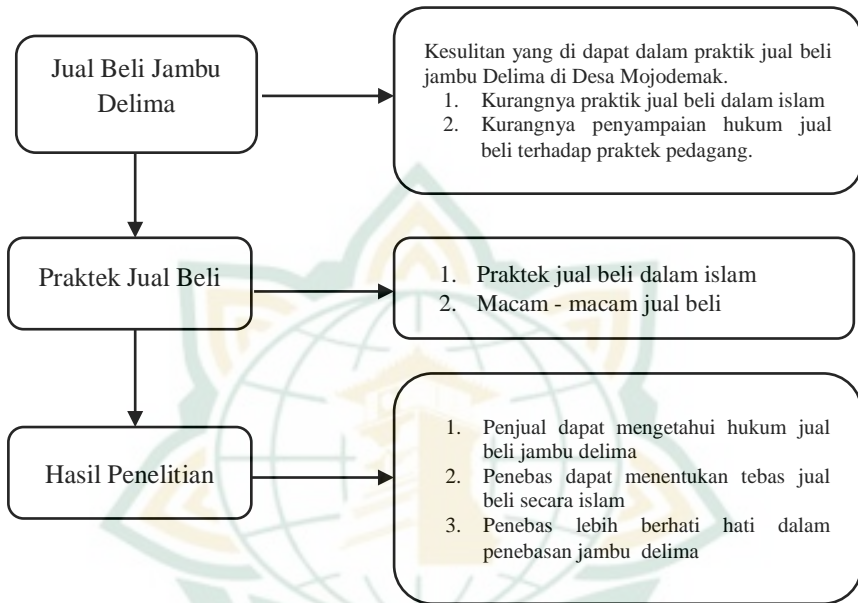 Jual Beli Jambu
Delima
Kesulitan yang di dapat dalam praktik jual beli
jambu Delima di Desa Mojodemak.
1. Kurangnya praktik jual beli dalam islam
2. Kurangnya penyampaian hukum jual
beli terhadap praktek pedagang.
Praktek Jual Beli
1. Praktek jual beli dalam islam
2. Macam - macam jual beli
Hasil Penelitian
1. Penjual dapat mengetahui hukum jual
beli jambu delima
2. Penebas dapat menentukan tebas jual
beli secara islam
3. Penebas lebih berhati hati dalam
penebasan jambu delima